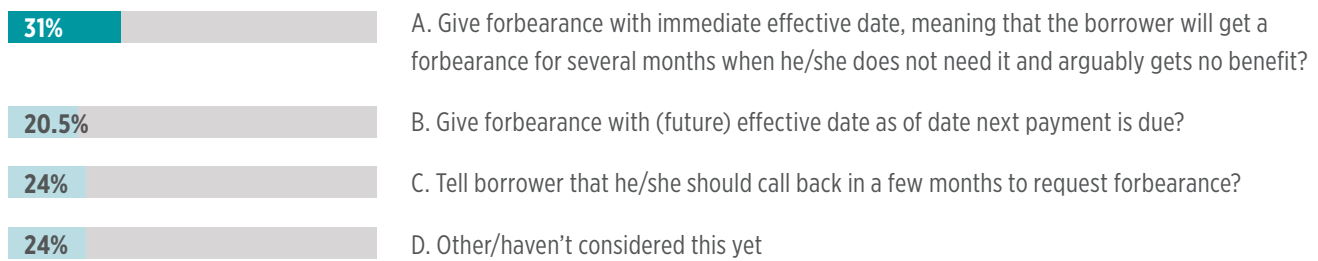 31%
A. Give forbearance with immediate effective date, meaning that the borrower will get a
forbearance for several months when he/she does not need it and arguably gets no benefit?
20.5%
B. Give forbearance with (future) effective date as of date next payment is due?
24%
C. Tell borrower that he/she should call back in a few months to request forbearance?
24%
D. Other/haven’t considered this yet